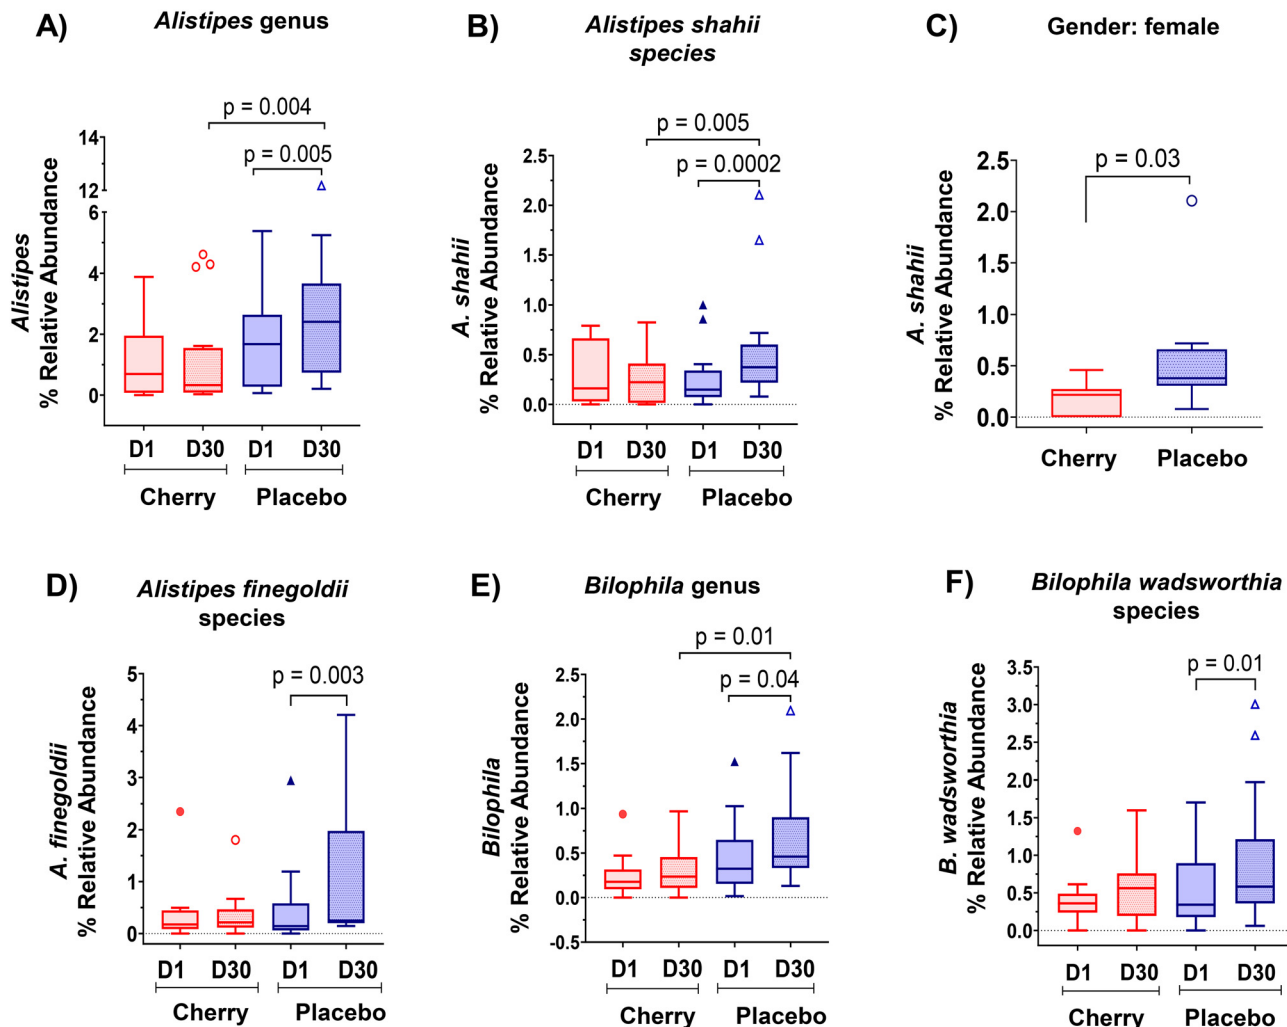 A)
Alistipes genus
p = 0.004
p = 0.005
Alistipes
% Relative Abundance
14
12
6
4
2
0
D1 D30 D1 D30
Cherry Placebo
B)
Alistipes shahii
species
p = 0.005
p = 0.0002
A. shahii
% Relative Abundance
2.5
2.0
1.5
1.0
0.5
0.0
D1 D30 D1 D30
Cherry Placebo
C)
Gender: female
p = 0.03
A. shahii
% Relative Abundance
2.5
2.0
1.5
1.0
0.5
0.0
Cherry Placebo
D)
Alistipes finegoldii
species
p = 0.003
A. finegoldii
% Relative Abundance
5
4
3
2
1
0
D1 D30 D1 D30
Cherry Placebo
E)
Bilophila genus
p = 0.01
p = 0.04
Bilophila
% Relative Abundance
2.5
2.0
1.5
1.0
0.5
0.0
-0.5
D1 D30 D1 D30
Cherry Placebo
F)
Bilophila wadsworthia
species
p = 0.01
B. wadsworthia
% Relative Abundance
3.5
3.0
2.5
2.0
1.5
1.0
0.5
0.0
D1 D30 D1 D30
Cherry Placebo